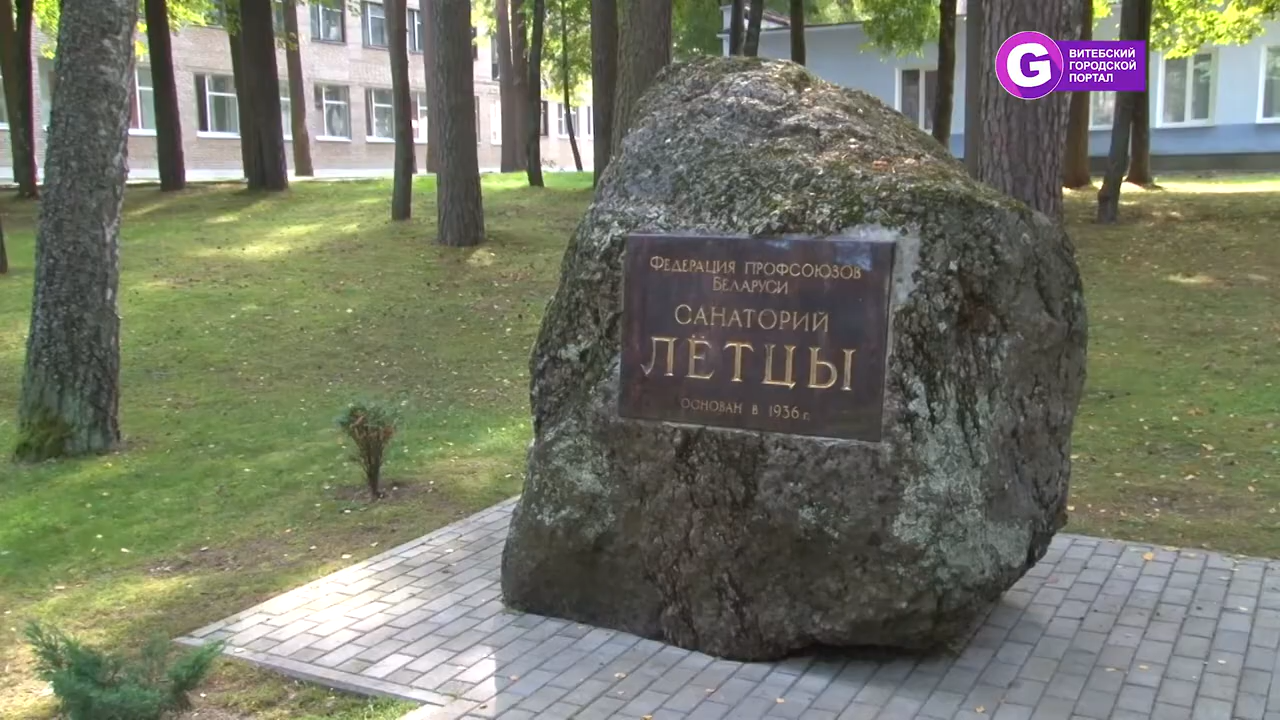 G ВИТЕБСКИЙ
ГОРОДСКОЙ
ПОРТАЛ
ФЕДЕРАЦИЯ ПРОФСОЮЗОВ
БЕЛАРУСИ
САНАТОРИЙ
ЛЁТЦЫ
ОСНОВАН В 1936 г.